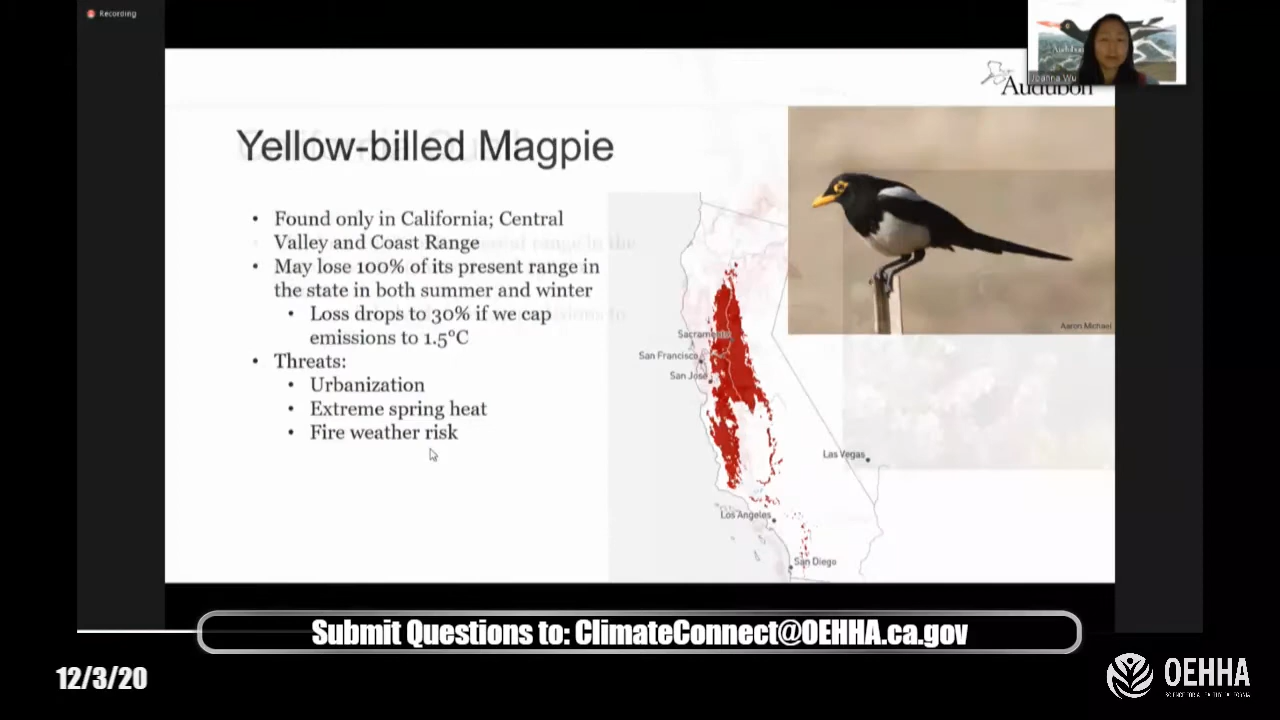 Recording
Joanna Wu
Audubon
Yellow-billed Magpie
• Found only in California; Central
Valley and Coast Range
• May lose 100% of its present range in
the state in both summer and winter
• Loss drops to 30% if we cap
emissions to 1.5°C
• Threats:
• Urbanization
• Extreme spring heat
• Fire weather risk
Aaron Michael
Sacramento
San Francisco
San Jose
Las Vegas
Los Angeles
San Diego
Submit Questions to: ClimateConnect@OEHHA.ca.gov
12/3/20
OEHHA